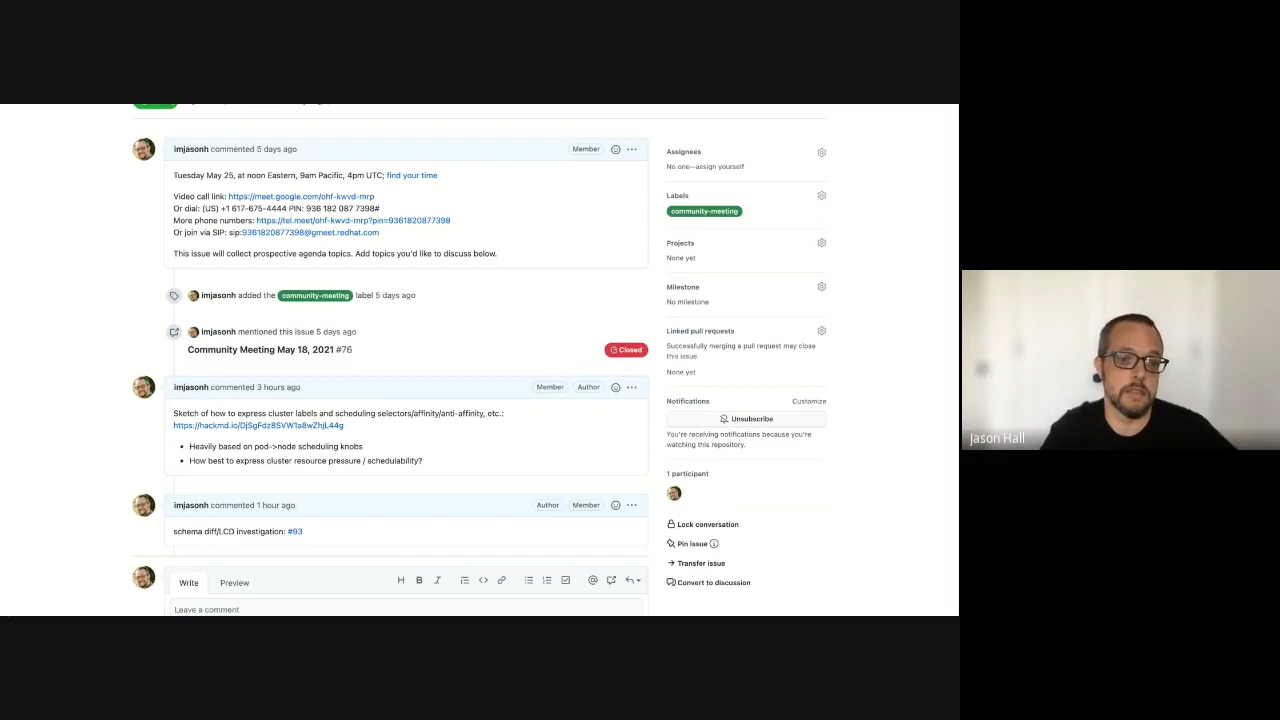 imjasonh commented 5 days ago
Member
Tuesday May 25, at noon Eastern, 9am Pacific, 4pm UTC; find your time
Video call link: https://meet.google.com/ohf-kwvd-mrp
Or dial: (US) +1 617-675-4444 PIN: 936 182 087 7398#
More phone numbers: https://tel.meet/ohf-kwvd-mrp?pin=9361820877398
Or join via SIP: sip:9361820877398@gmeet.redhat.com
This issue will collect prospective agenda topics. Add topics you'd like to discuss below.
imjasonh added the community-meeting label 5 days ago
imjasonh mentioned this issue 5 days ago
Community Meeting May 18, 2021 #76
Closed
imjasonh commented 3 hours ago
Member Author
Sketch of how to express cluster labels and scheduling selectors/affinity/anti-affinity, etc.:
https://hackmd.io/DjSgFdz8SVW1a8wZhjL44g
• Heavily based on pod->node scheduling knobs
• How best to express cluster resource pressure / schedulability?
imjasonh commented 1 hour ago
Author Member
schema diff/LCD investigation: #93
Write Preview
Leave a comment
Assignees
No one—assign yourself
Labels
community-meeting
Projects
None yet
Milestone
No milestone
Linked pull requests
Successfully merging a pull request may close
this issue.
None yet
Notifications Customize
Unsubscribe
You're receiving notifications because you're
watching this repository.
1 participant
Lock conversation
Pin issue
Transfer issue
Convert to discussion
Jason Hall